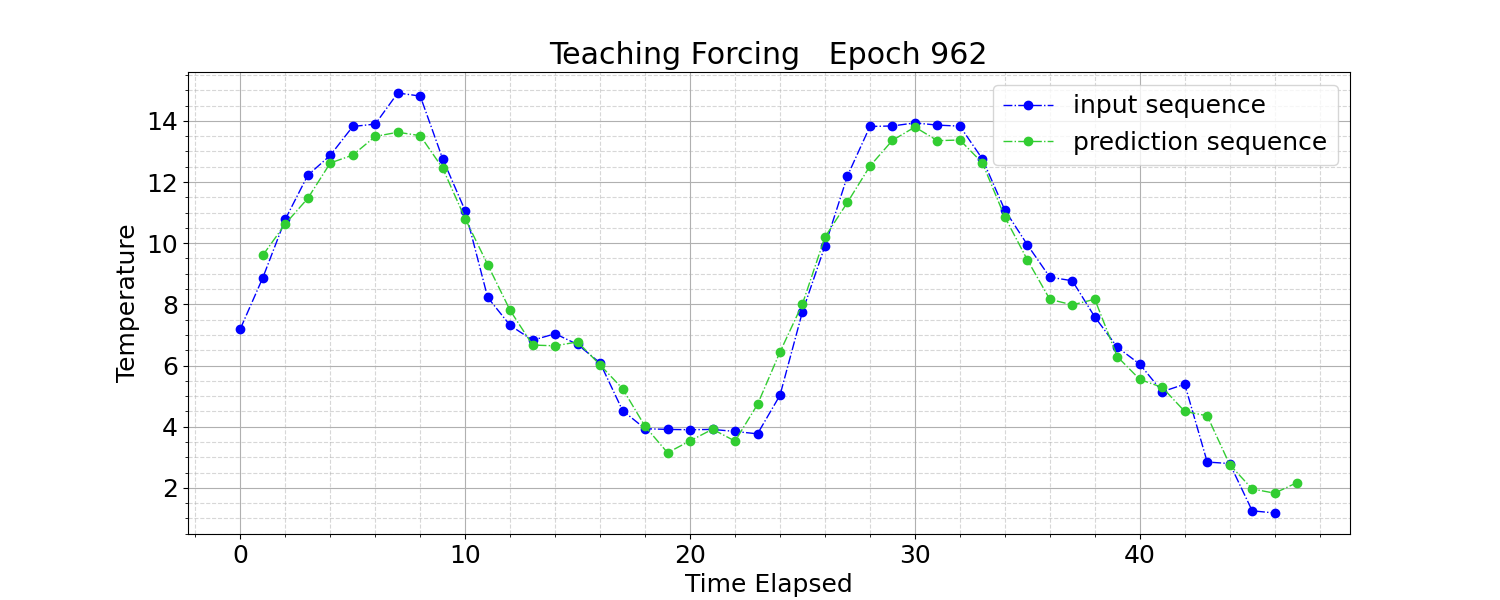 Teaching Forcing   Epoch 962
input sequence
prediction sequence
Temperature
14
12
10
8
6
4
2
0 10 20 30 40
Time Elapsed